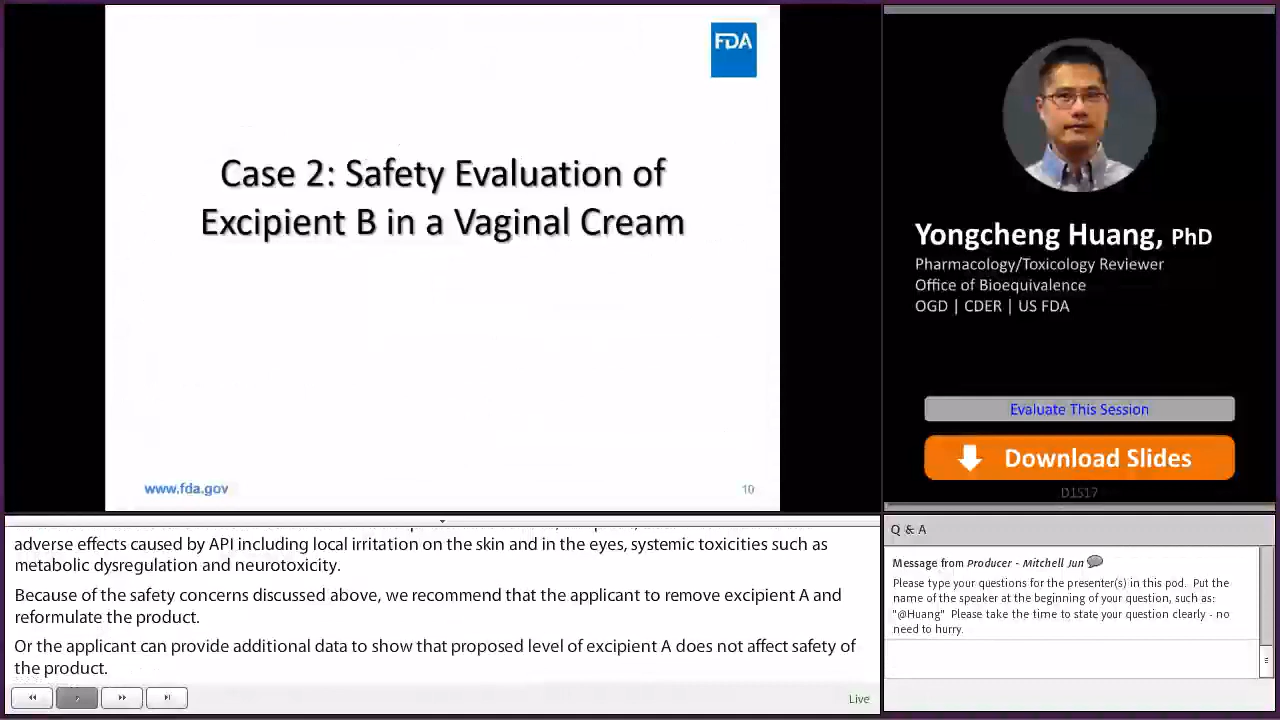 FDA
Case 2: Safety Evaluation of
Excipient B in a Vaginal Cream
www.fda.gov
10
Yongcheng Huang, PhD
Pharmacology/Toxicology Reviewer
Office of Bioequivalence
OGD | CDER | US FDA
Evaluate This Session
Download Slides
D1517
adverse effects caused by API including local irritation on the skin and in the eyes, systemic toxicities such as
metabolic dysregulation and neurotoxicity.
Because of the safety concerns discussed above, we recommend that the applicant to remove excipient A and
reformulate the product.
Or the applicant can provide additional data to show that proposed level of excipient A does not affect safety of
the product.
Live
Q & A
Message from Producer - Mitchell Jun
Please type your questions for the presenter(s) in this pod. Put the
name of the speaker at the beginning of your question, such as:
"@Huang" Please take the time to state your question clearly - no
need to hurry.